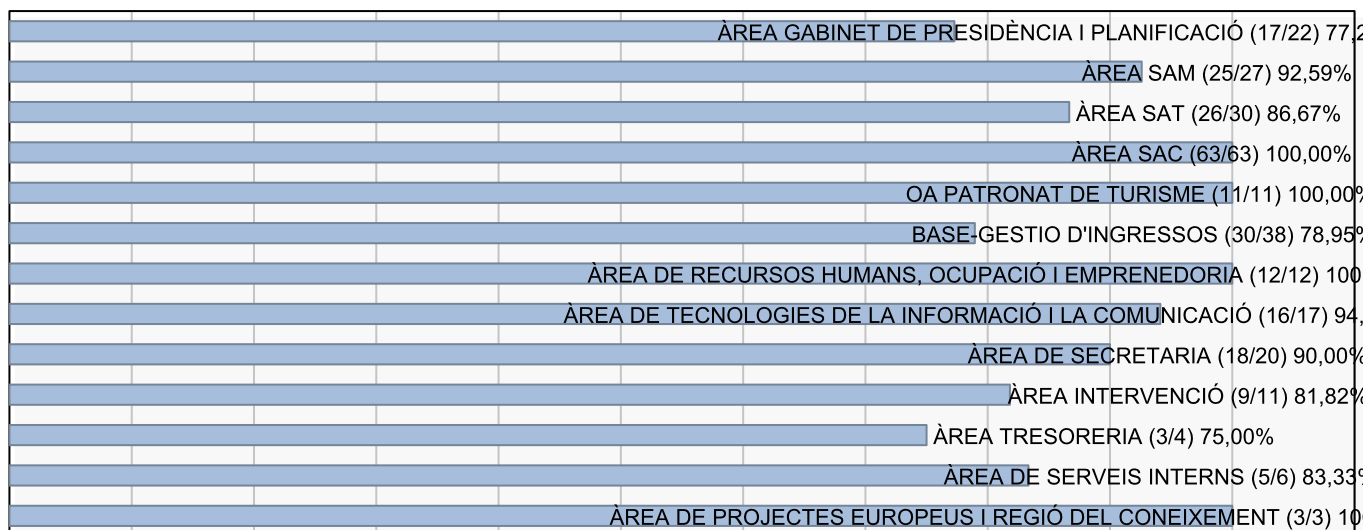 ÀREA GABINET DE PRESIDÈNCIA I PLANIFICACIÓ (17/22) 77,2
ÀREA SAM (25/27) 92,59%
ÀREA SAT (26/30) 86,67%
ÀREA SAC (63/63) 100,00%
OA PATRONAT DE TURISME (11/11) 100,00%
BASE-GESTIO D'INGRESSOS (30/38) 78,95%
ÀREA DE RECURSOS HUMANS, OCUPACIÓ I EMPRENEDORIA (12/12) 100
ÀREA DE TECNOLOGIES DE LA INFORMACIÓ I LA COMUNICACIÓ (16/17) 94,
ÀREA DE SECRETARIA (18/20) 90,00%
ÀREA INTERVENCIÓ (9/11) 81,82%
ÀREA TRESORERIA (3/4) 75,00%
ÀREA DE SERVEIS INTERNS (5/6) 83,33%
ÀREA DE PROJECTES EUROPEUS I REGIÓ DEL CONEIXEMENT (3/3) 10